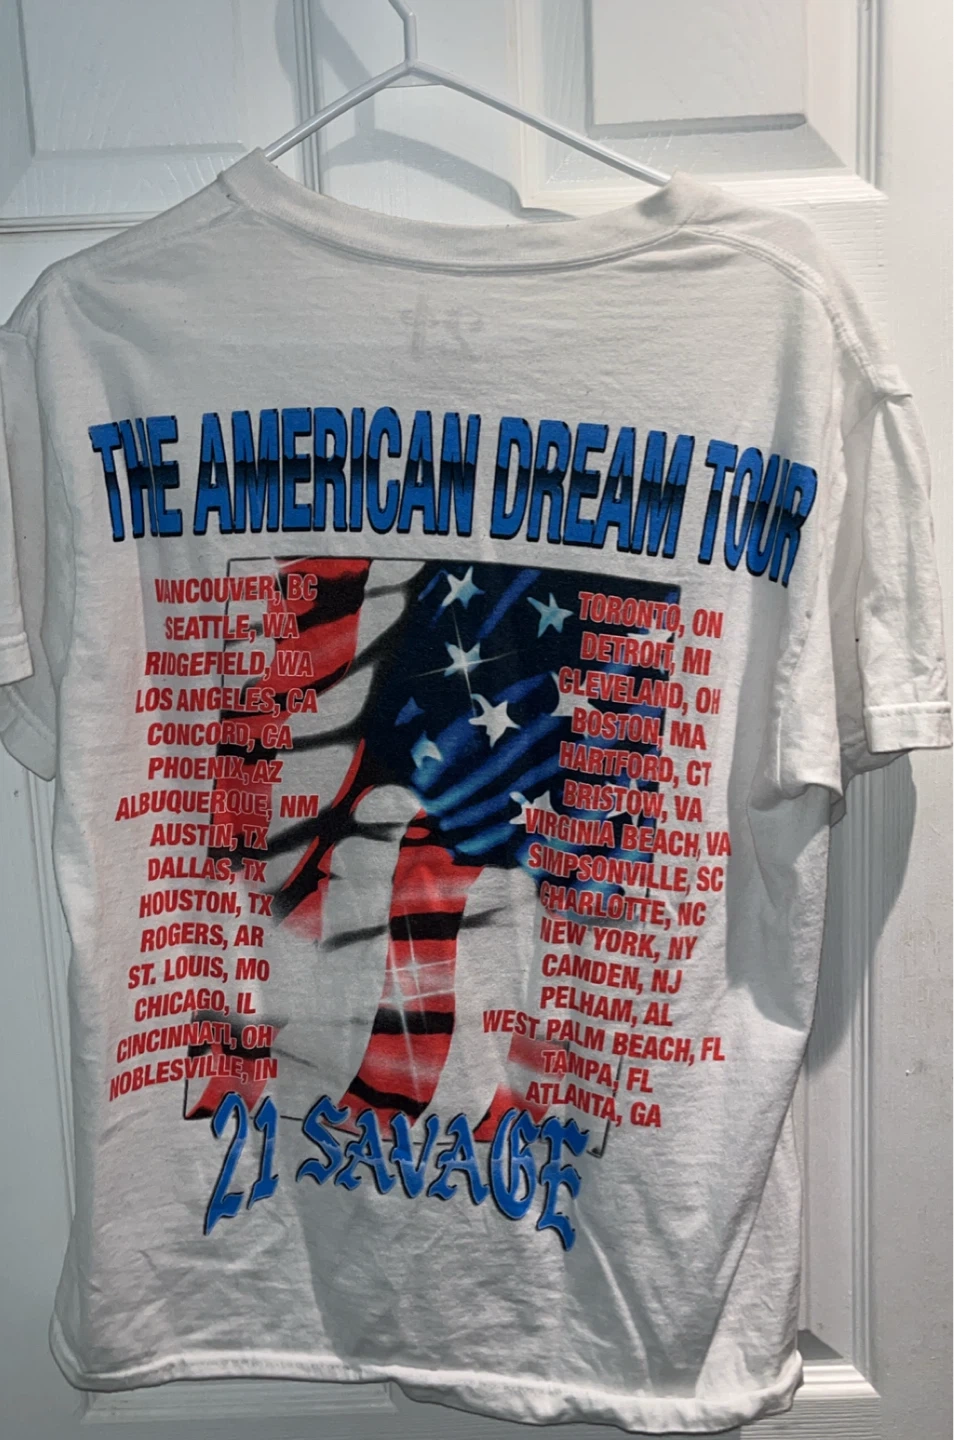 THE AMERICAN DREAM TOUR
VANCOUVER, BC
SEATTLE, WA
RIDGEFIELD, WA
LOS ANGELES, CA
CONCORD, CA
PHOENIX, AZ
ALBUQUERQUE, NM
AUSTIN, TX
DALLAS, TX
HOUSTON, TX
ROGERS, AR
ST. LOUIS, MO
CHICAGO, IL
CINCINNATI, OH
NOBLESVILLE, IN
TORONTO, ON
DETROIT, MI
CLEVELAND, OH
BOSTON, MA
HARTFORD, CT
BRISTOW, VA
VIRGINIA BEACH, VA
SIMPSONVILLE, SC
CHARLOTTE, NC
NEW YORK, NY
CAMDEN, NJ
PELHAM, AL
WEST PALM BEACH, FL
TAMPA, FL
ATLANTA, GA
21 SAVAGE